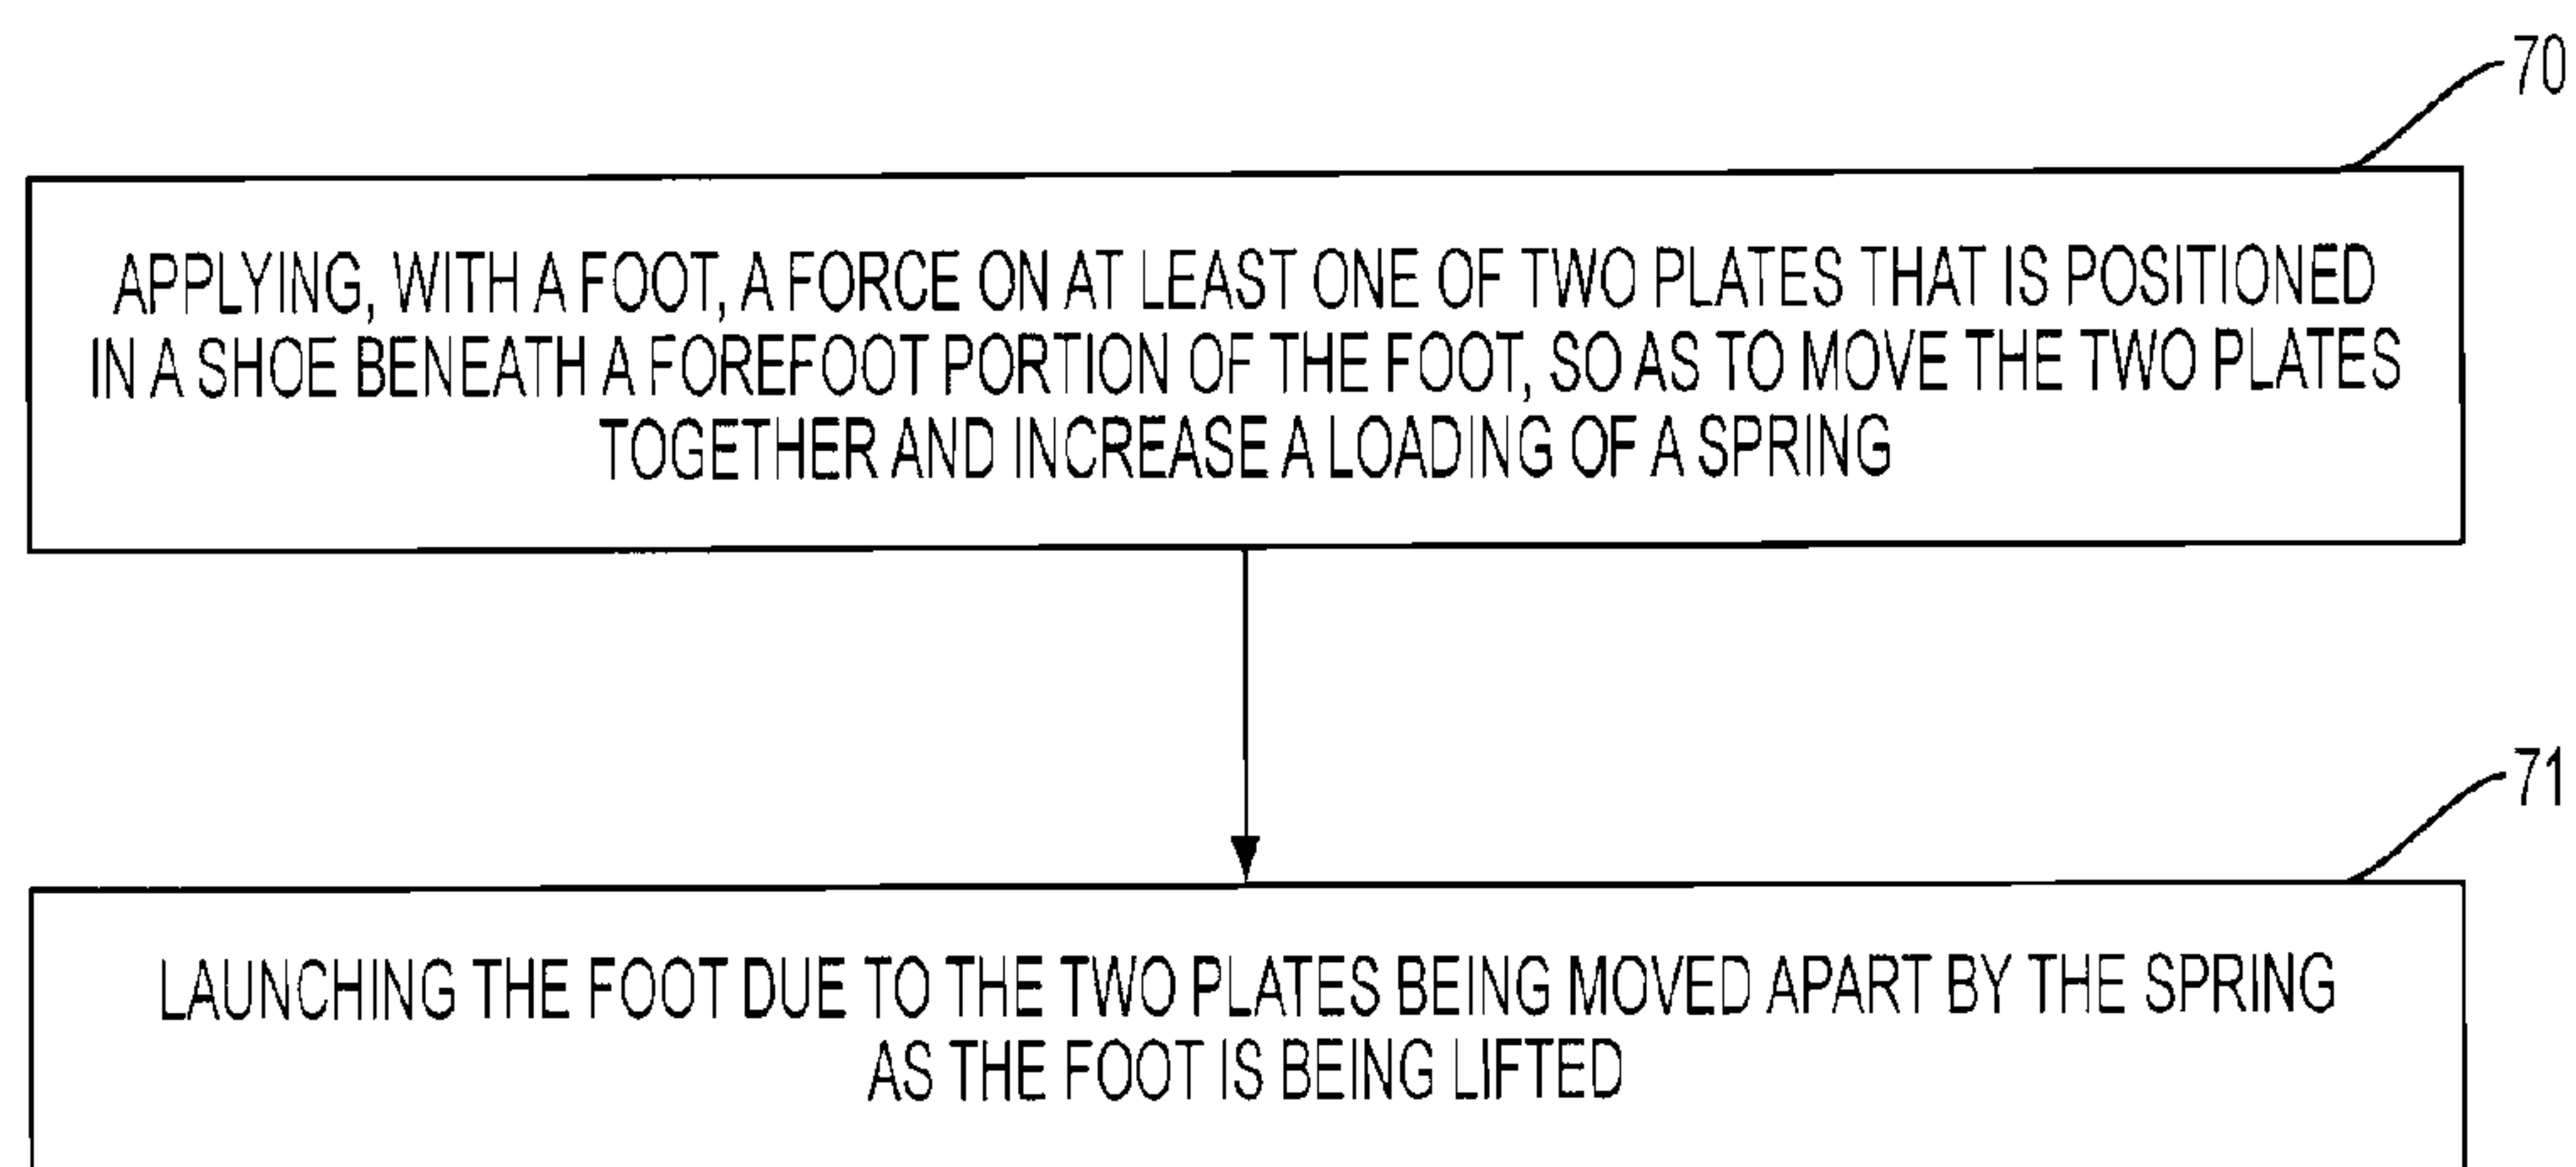 70
APPLYING, WITH A FOOT, A FORCE ON AT LEAST ONE OF TWO PLATES THAT IS POSITIONED
IN A SHOE BENEATH A FOREFOOT PORTION OF THE FOOT, SO AS TO MOVE THE TWO PLATES
TOGETHER AND INCREASE A LOADING OF A SPRING
71
LAUNCHING THE FOOT DUE TO THE TWO PLATES BEING MOVED APART BY THE SPRING
AS THE FOOT IS BEING LIFTED